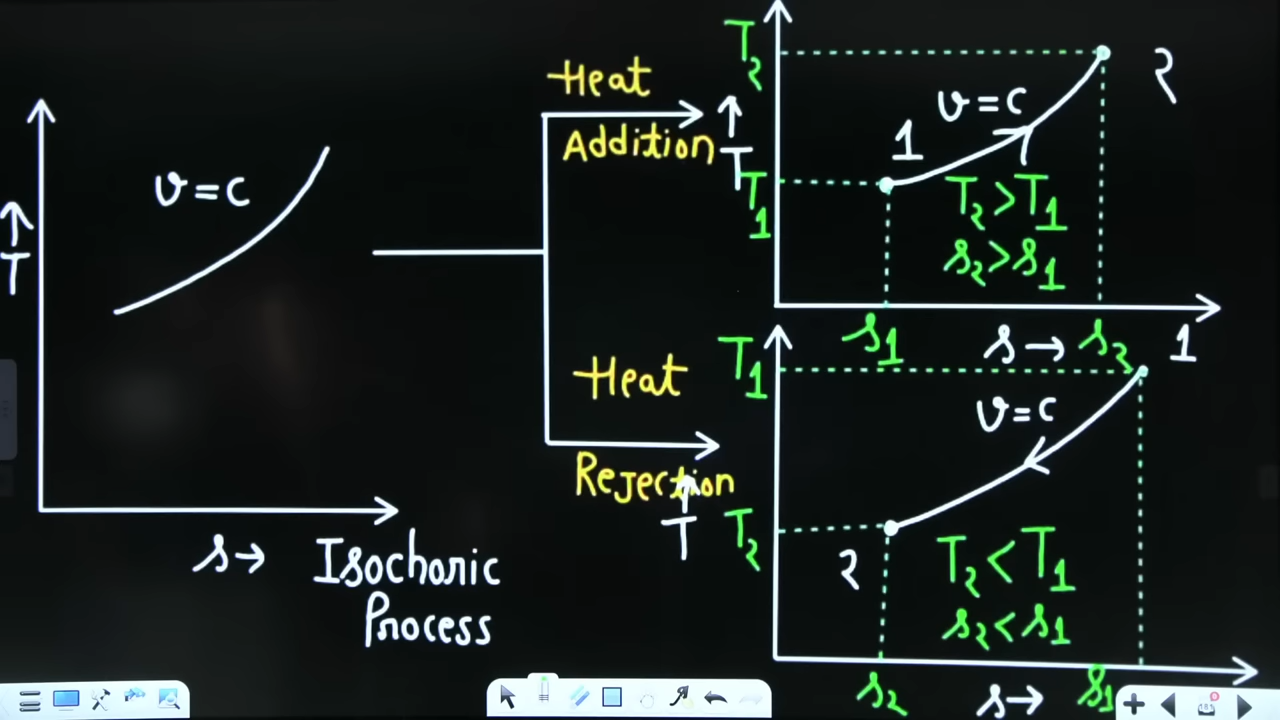 ↑
T
v=c
s→
Isochoric
Process
Heat
Addition
↑
T
T2
T1
1
2
v=c
T2>T1
s2>s1
s1
s→
s2
Heat
Rejection
↑
T
T1
T2
1
2
v=c
T2<T1
s2<s1
s2
s→
s1